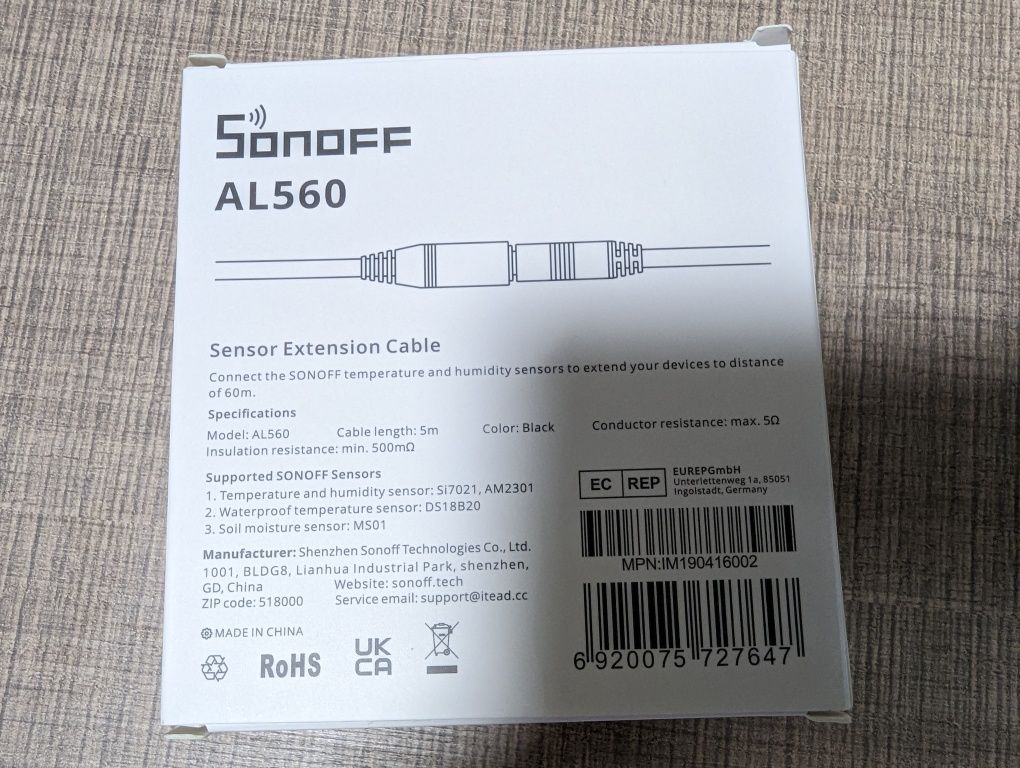 SONOFF
AL560
Sensor Extension Cable
Connect the SONOFF temperature and humidity sensors to extend your devices to distance
of 60m.
Specifications
Model: AL560 Cable length: 5m Color: Black Conductor resistance: max. 5Ω
Insulation resistance: min. 500mΩ
Supported SONOFF Sensors
1. Temperature and humidity sensor: Si7021, AM2301
2. Waterproof temperature sensor: DS18B20
3. Soil moisture sensor: MS01
Manufacturer: Shenzhen Sonoff Technologies Co., Ltd.
1001, BLDG8, Lianhua Industrial Park, shenzhen,
GD, China Website: sonoff.tech
ZIP code: 518000 Service email: support@itead.cc
MADE IN CHINA
RoHS
UK
CA
EC REP
EUREPGmbH
Unterlettenweg 1a, 85051
Ingolstadt, Germany
MPN:IM190416002
6 920075 727647